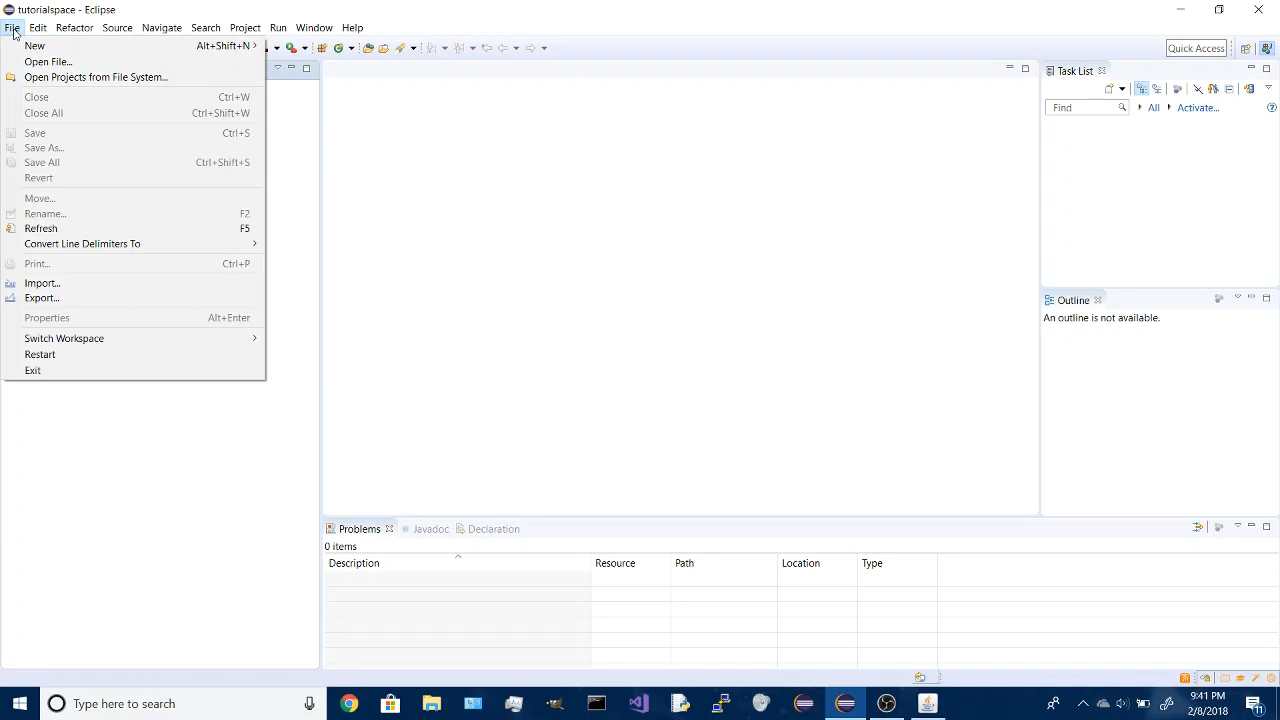 tutorialspace - Eclipse
File Edit Refactor Source Navigate Search Project Run Window Help
New Alt+Shift+N
Open File...
Open Projects from File System...
Close Ctrl+W
Close All Ctrl+Shift+W
Save Ctrl+S
Save As...
Save All Ctrl+Shift+S
Revert
Move...
Rename... F2
Refresh F5
Convert Line Delimiters To
Print... Ctrl+P
Import...
Export...
Properties Alt+Enter
Switch Workspace
Restart
Exit
Quick Access
Task List
Find All Activate...
Outline
An outline is not available.
Problems Javadoc Declaration
0 items
Description Resource Path Location Type
Type here to search
9:41 PM
2/8/2018
11